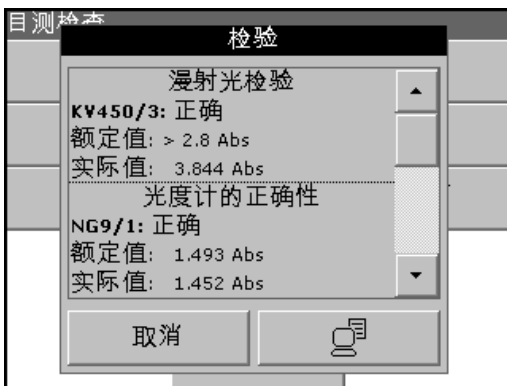 目测检查
检验
漫射光检验
KV450/3: 正确
额定值: > 2.8 Abs
实际值: 3.844 Abs
光度计的正确性
NG9/1: 正确
额定值: 1.493 Abs
实际值: 1.452 Abs
取消